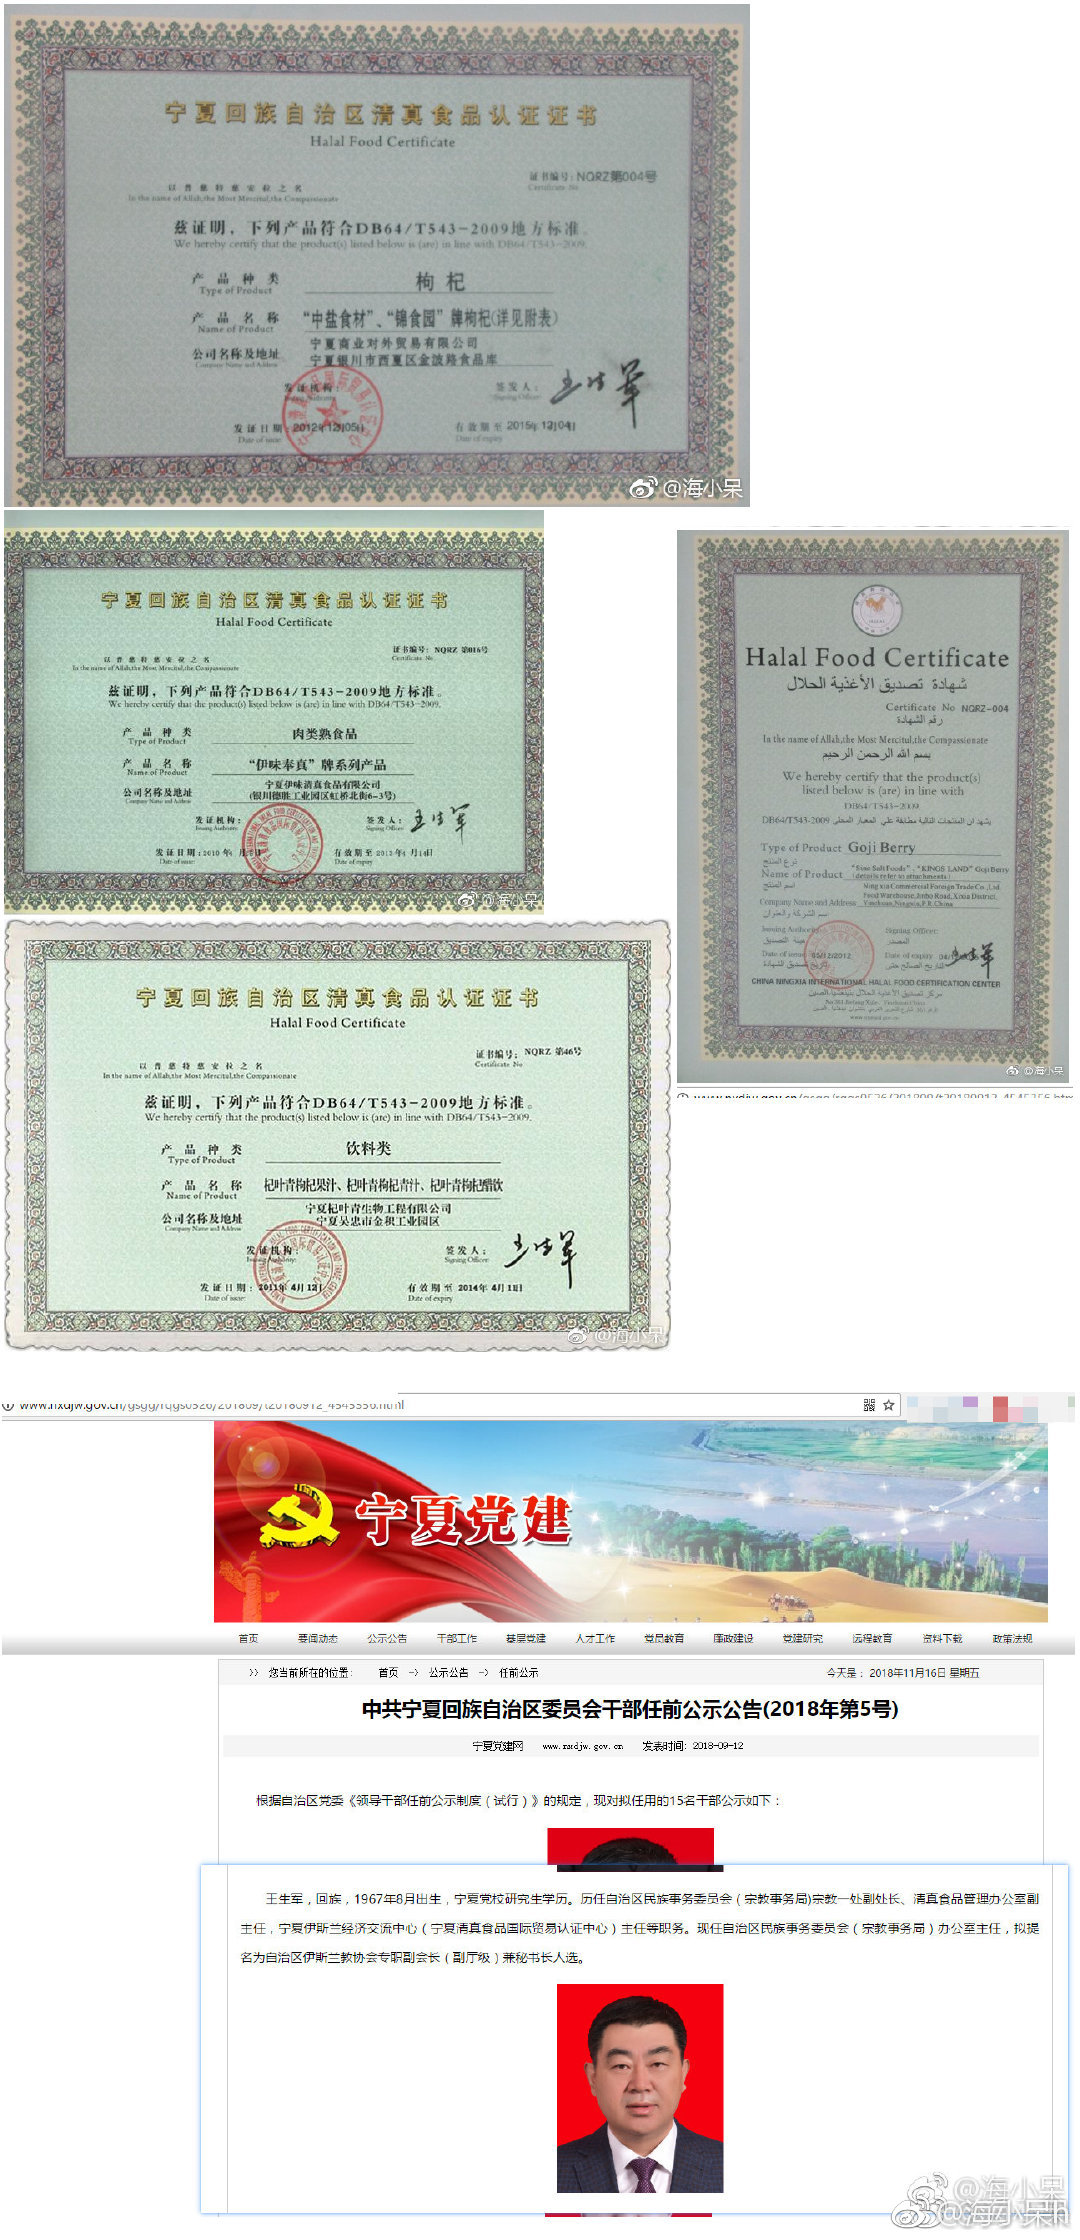 宁夏回族自治区清真食品认证证书
Halal Food Certificate
证书编号: NQRZ第004号
Certificate No
以普慈特慈安拉之名
In the name of Allah,the Most Merciful,the Compassionate
兹证明，下列产品符合DB64/T543-2009地方标准。
We hereby certify that the product(s) listed below is (are) in line with DB64/T543-2009.
产品种类 枸杞
Type of Product
产品名称 “中盐食材”、“锦食园”牌枸杞(详见附表)
Name of Product
宁夏商业对外贸易有限公司
公司名称及地址 宁夏银川市西夏区金波路食品库
Company Name and Address
发证机构: 签发人: 王生军
Issuing Authority Signing Officer:
发证日期: 2012年12月05日 有效期至 2015年12月04日
Date of issue: Date of expiry
@海小呆
宁夏回族自治区清真食品认证证书
Halal Food Certificate
证书编号: NQRZ 第016号
Certificate No
以普慈特慈安拉之名
In the name of Allah,the Most Merciful,the Compassionate
兹证明，下列产品符合DB64/T543-2009地方标准。
We hereby certify that the product(s) listed below is (are) in line with DB64/T543-2009.
产品种类 肉类熟食品
Type of Product
产品名称 “伊味奉真”牌系列产品
Name of Product
宁夏伊味清真食品有限公司
公司名称及地址 (银川德胜工业园区虹桥北街6-3号)
Company Name and Address
发证机构: 签发人: 王生军
Issuing Authority: Signing Officer:
发证日期: 2010年 有效期至 2013年4月14日
Date of issue: Date of expiry
@海小呆
HALAL
Halal Food Certificate
شهادة تصديق الأغذية الحلال
Certificate No NQRZ-004
رقم الشهادة
In the name of Allah,the Most Merciful,the Compassionate
بسم الله الرحمن الرحيم
We hereby certify that the product(s)
listed below is (are) in line with
DB64/T543-2009
يشهد ان المنتجات التالية مطابقة علي المعيار المحلي DB64/T543-2009
Type of Product Goji Berry
نوع المنتج
"Sino Salt Foods", "KINGS LAND" Goji Berry
Name of Product (details refer to attachments)
اسم المنتج Ning xia Commercial Foreign Trade Co.,Ltd.
Food Warehouse,Jinbo Road, Xixia District,
Company Name and Address Yinchuan,Ningxia,P.R.China
اسم الشركة والعنوان
Issuing Authority Signing Officer:
هيئة التصديق المصدر
Date of issue 05/12/2012 Date of expiry 王生军
تاريخ تصديق الشهادة التاريخ الصالح حتى
CHINA NINGXIA INTERNATIONAL HALAL FOOD CERTIFICATION CENTER
مركز تصديق الأغذية الحلال بنينغشيا الصين
@海小呆
www.nxdjw.gov.cn/gsgg/rqgs0526/201809/t20180912_4545356.htm
宁夏回族自治区清真食品认证证书
Halal Food Certificate
证书编号: NQRZ 第46号
Certificate No
以普慈特慈安拉之名
In the name of Allah,the Most Merciful,the Compassionate
兹证明，下列产品符合DB64/T543-2009地方标准。
We hereby certify that the product(s) listed below is (are) in line with DB64/T543-2009.
产品种类 饮料类
Type of Product
产品名称 杞叶青枸杞果汁、杞叶青枸杞青汁、杞叶青枸杞醋饮
Name of Product
宁夏杞叶青生物工程有限公司
公司名称及地址 宁夏吴忠市金积工业园区
Company Name and Address
发证机构: 签发人: 王生军
Issuing Authority: Signing Officer:
发证日期: 2011年 4月 12日 有效期至 2014年 4月 11日
Date of issue: Date of expiry
@海小呆
www.nxdjw.gov.cn/gsgg/rqgs0526/201809/t20180912_4545356.html
宁夏党建
首页 要闻动态 公示公告 干部工作 基层党建 人才工作 党员教育 廉政建设 党建研究 远程教育 资料下载 政策法规
>> 您当前所在的位置: 首页 -> 公示公告 -> 任前公示 今天是： 2018年11月16日 星期五
中共宁夏回族自治区委员会干部任前公示公告(2018年第5号)
宁夏党建网 www.nxdjw.gov.cn 发表时间: 2018-09-12
根据自治区党委《领导干部任前公示制度（试行）》的规定，现对拟任用的15名干部公示如下：
王生军，回族，1967年8月出生，宁夏党校研究生学历。历任自治区民族事务委员会（宗教事务局)宗教一处副处长、清真食品管理办公室副
主任，宁夏伊斯兰经济交流中心（宁夏清真食品国际贸易认证中心）主任等职务。现任自治区民族事务委员会（宗教事务局）办公室主任，拟提
名为自治区伊斯兰教协会专职副会长（副厅级）兼秘书长人选。
@海小呆
@海小呆